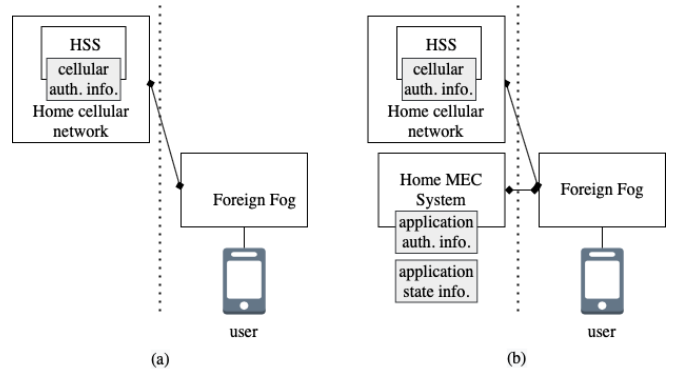 HSS
cellular
auth. info.
Home cellular
network
Foreign Fog
user
(a)
HSS
cellular
auth. info.
Home cellular
network
Home MEC
System
application
auth. info.
application
state info.
Foreign Fog
user
(b)